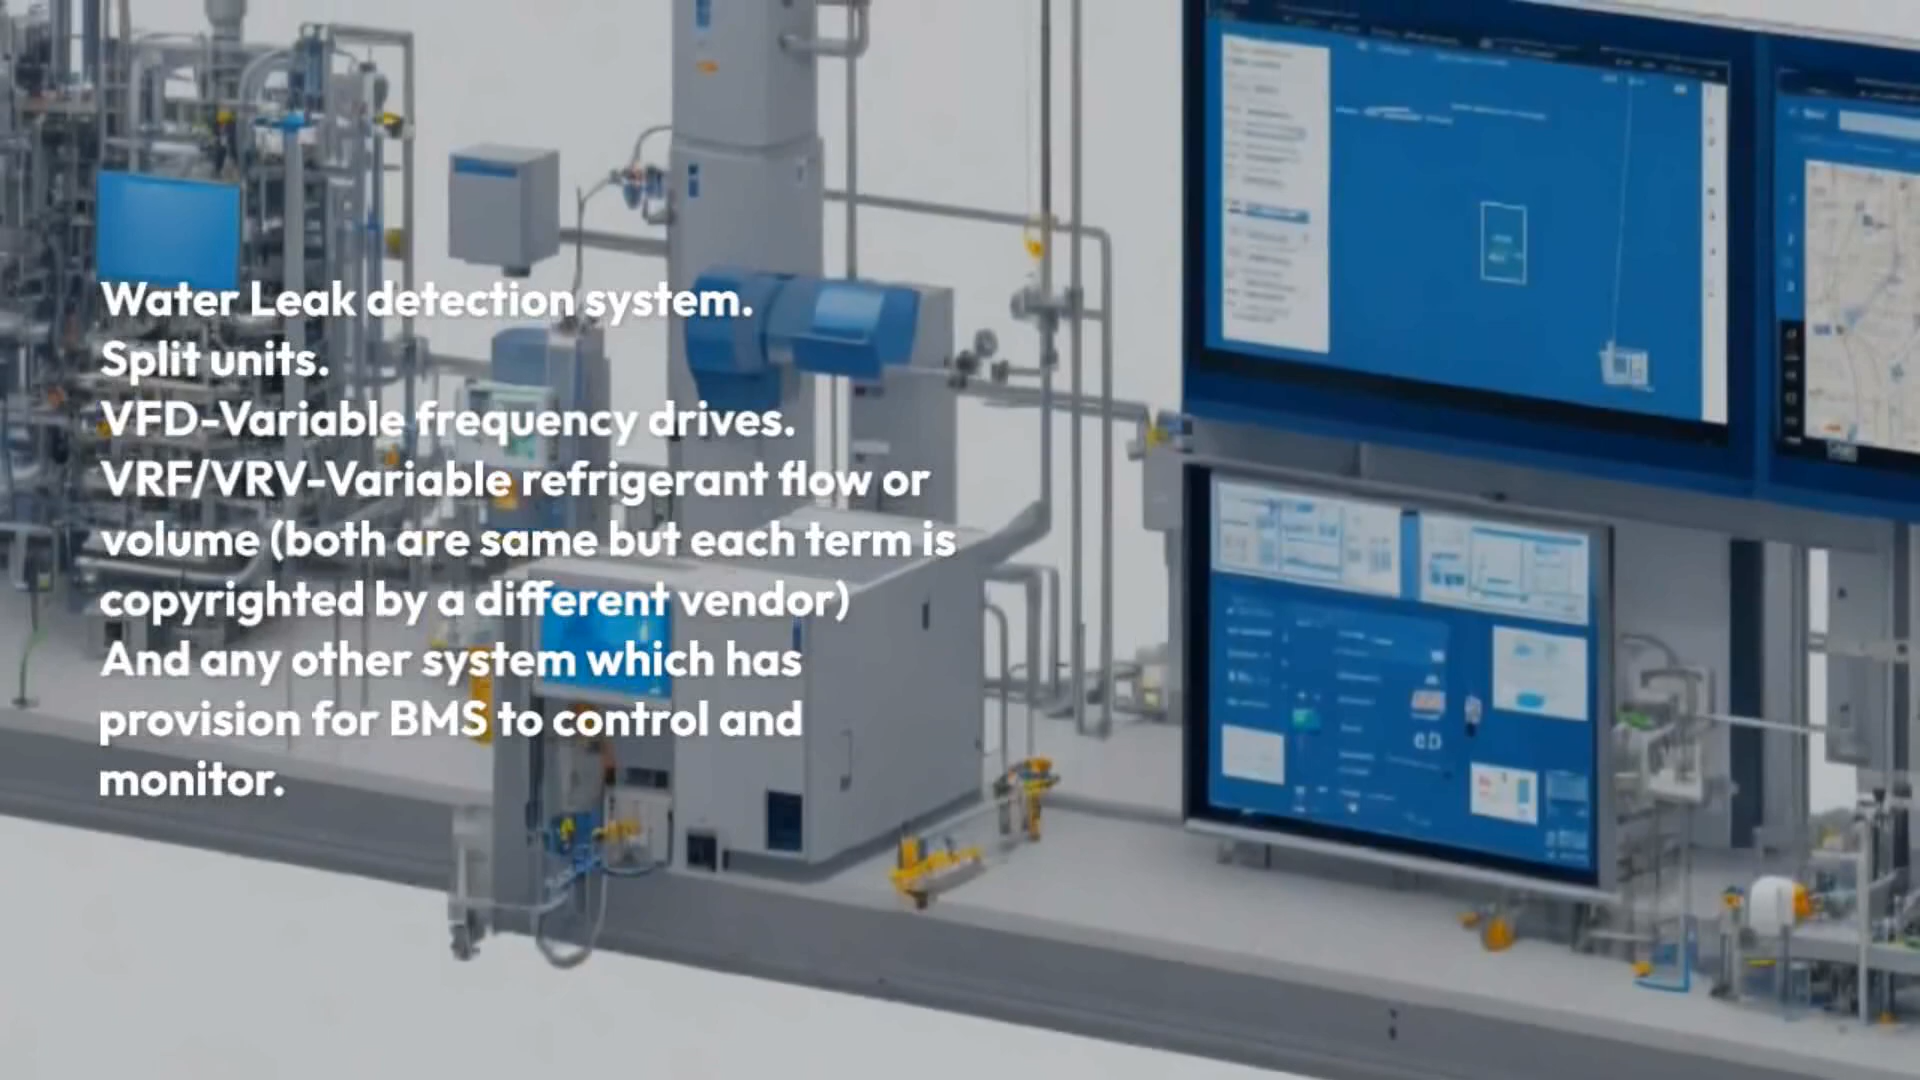 Water Leak detection system.
Split units.
VFD-Variable frequency drives.
VRF/VRV-Variable refrigerant flow or
volume (both are same but each term is
copyrighted by a different vendor)
And any other system which has
provision for BMS to control and
monitor.